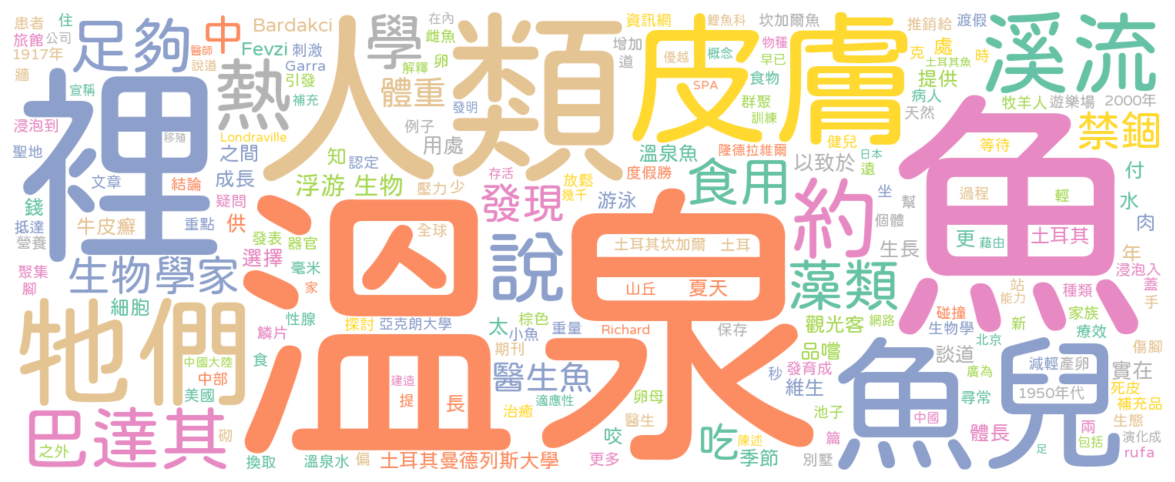 患者
住
足夠
中
學
在內
雌魚
資訊網
鯉魚科
坎加爾魚
推銷給
渡假
旅館
公司
醫師
Bardakci
增加
優越
概念
物種
早已
克
處
時
溪流
1917年
說道
Fevzi
刺激
解釋
卵
道
食物
土耳其魚
牆
宣稱
熱
引發
Garra
體重
人類
SPA
皮膚
提供
病人
牧羊人
遊樂場
2000年
裡
補充
發明
群聚
訓練
天然
浸泡到
移殖
Londraville
例子
用處
健兒
等待
禁錮
聖地
之間
知
認定
溫泉魚
隆德拉維爾
日本
以致於
遠
魚
文章
結論
成長
浮游
生物
壓力
少
存活
放鬆
幾千
度假勝
食用
約
坐
幫
過程
輕
付
錢
疑問
發現
游泳
個體
水
肉
抵達
牛皮癬
重點
供
發表
器官
全球
溫泉
土耳其坎加爾
土耳
生長
更
藉由
土耳其
年
營養
選擇
說
聚集
生物學家
毫米
家
山丘
夏天
藻類
站
能力
種類
浸泡入
腳
蓋
手
細胞
性腺
鱗片
探討
亞克朗大學
太
棕色
重量
小魚
Richard
保存
觀光客
網路
碰撞
生物學
新
家族
療效
北京
牠們
食
期刊
品嚐
談道
魚兒
減輕
產卵
傷腳
實在
中國大陸
中部
美國
建造
提
長
醫生魚
適應性
秒
發育成
維生
廣為
尋常
1950年代
死皮
補充品
巴達其
治癒
卵母
醫生
池子
中國
體長
兩
包括
生態
演化成
砌
之外
換取
溫泉水
偏
土耳其曼德列斯大學
咬
更多
吃
陳述
季節
篇
別墅
足
rufa